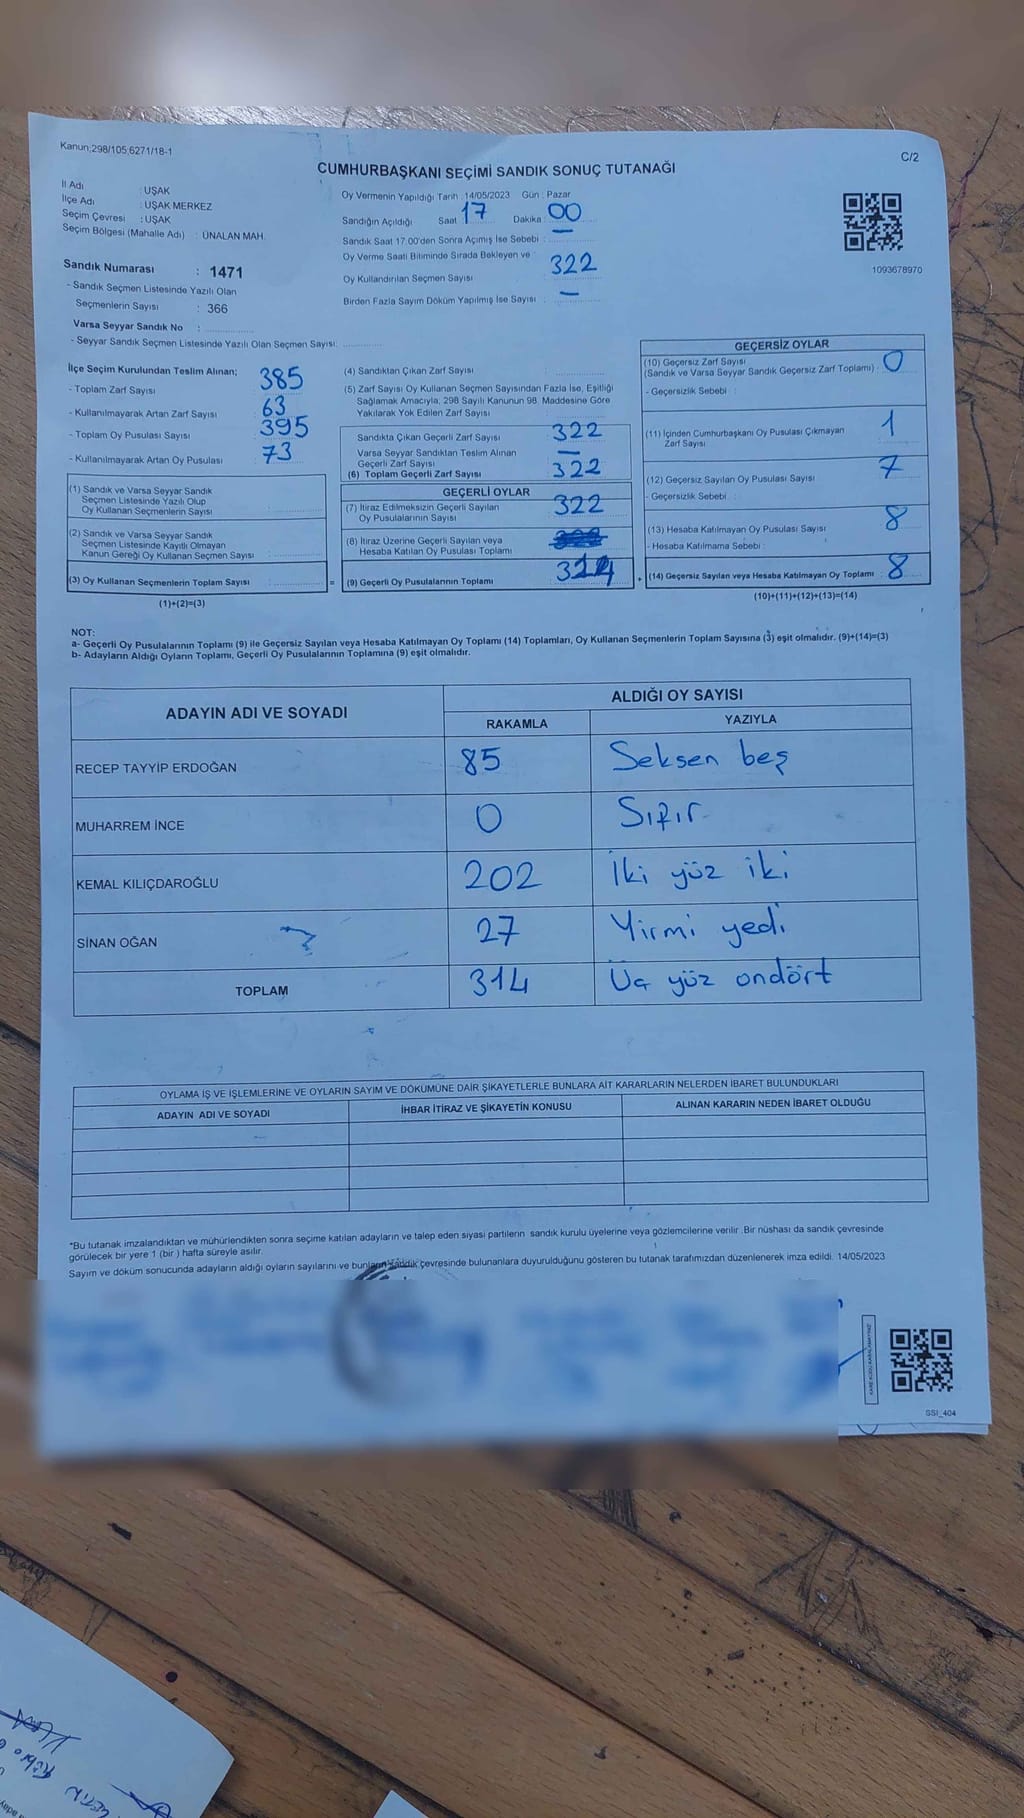 Kanun;298/105,6271/18-1
C/2
CUMHURBAŞKANI SEÇİMİ SANDIK SONUÇ TUTANAĞI
İl Adı : UŞAK
İlçe Adı : UŞAK MERKEZ
Seçim Çevresi : UŞAK
Seçim Bölgesi (Mahalle Adı) : ÜNALAN MAH.
Sandık Numarası : 1471
- Sandık Seçmen Listesinde Yazılı Olan
Seçmenlerin Sayısı : 366
Varsa Seyyar Sandık No :
- Seyyar Sandık Seçmen Listesinde Yazılı Olan Seçmen Sayısı:
Oy Vermenin Yapıldığı Tarih :14/05/2023 Gün : Pazar
Sandığın Açıldığı Saat 17 Dakika : 00
Sandık Saat 17.00'den Sonra Açımış İse Sebebi : —
Oy Verme Saati Bitiminde Sırada Bekleyen ve :
Oy Kullandırılan Seçmen Sayısı 322
Birden Fazla Sayım Döküm Yapılmış İse Sayısı : —
1093678970
İlçe Seçim Kurulundan Teslim Alınan;
- Toplam Zarf Sayısı : 385
- Kullanılmayarak Artan Zarf Sayısı : 63
- Toplam Oy Pusulası Sayısı : 395
- Kullanılmayarak Artan Oy Pusulası : 73
(1) Sandık ve Varsa Seyyar Sandık
Seçmen Listesinde Yazılı Olup
Oy Kullanan Seçmenlerin Sayısı :
(2) Sandık ve Varsa Seyyar Sandık
Seçmen Listesinde Kayıtlı Olmayan
Kanun Gereği Oy Kullanan Seçmen Sayısı :
(3) Oy Kullanan Seçmenlerin Toplam Sayısı :
=
(1)+(2)=(3)
(4) Sandıktan Çıkan Zarf Sayısı :
(5) Zarf Sayısı Oy Kullanan Seçmen Sayısından Fazla İse, Eşitliği
Sağlamak Amacıyla, 298 Sayılı Kanunun 98. Maddesine Göre
Yakılarak Yok Edilen Zarf Sayısı :
Sandıkta Çıkan Geçerli Zarf Sayısı : 322
Varsa Seyyar Sandıktan Teslim Alınan
Geçerli Zarf Sayısı : —
(6) Toplam Geçerli Zarf Sayısı : 322
GEÇERLİ OYLAR
(7) İtiraz Edilmeksizin Geçerli Sayılan
Oy Pusulalarının Sayısı : 322
(8) İtiraz Üzerine Geçerli Sayılan veya
Hesaba Katılan Oy Pusulası Toplamı :
(9) Geçerli Oy Pusulalarının Toplamı : 314
+
GEÇERSİZ OYLAR
(10) Geçersiz Zarf Sayısı
(Sandık ve Varsa Seyyar Sandık Geçersiz Zarf Toplamı) : 0
- Geçersizlik Sebebi :
(11) İçinden Cumhurbaşkanı Oy Pusulası Çıkmayan : 1
Zarf Sayısı
(12) Geçersiz Sayılan Oy Pusulası Sayısı : 7
- Geçersizlik Sebebi :
(13) Hesaba Katılmayan Oy Pusulası Sayısı : 8
- Hesaba Katılmama Sebebi :
(14) Geçersiz Sayılan veya Hesaba Katılmayan Oy Toplamı : 8
(10)+(11)+(12)+(13)=(14)
NOT:
a- Geçerli Oy Pusulalarının Toplamı (9) ile Geçersiz Sayılan veya Hesaba Katılmayan Oy Toplamı (14) Toplamları, Oy Kullanan Seçmenlerin Toplam Sayısına (3) eşit olmalıdır. (9)+(14)=(3)
b- Adayların Aldığı Oyların Toplamı, Geçerli Oy Pusulalarının Toplamına (9) eşit olmalıdır.
ADAYIN ADI VE SOYADI
ALDIĞI OY SAYISI
RAKAMLA YAZIYLA
RECEP TAYYİP ERDOĞAN 85 Seksen beş
MUHARREM İNCE 0 Sıfır
KEMAL KILIÇDAROĞLU 202 İki yüz iki
SİNAN OĞAN 27 Yirmi yedi
TOPLAM 314 Üç yüz ondört
OYLAMA İŞ VE İŞLEMLERİNE VE OYLARIN SAYIM VE DÖKÜMÜNE DAİR ŞİKAYETLERLE BUNLARA AİT KARARLARIN NELERDEN İBARET BULUNDUKLARI
ADAYIN ADI VE SOYADI İHBAR İTİRAZ VE ŞİKAYETİN KONUSU ALINAN KARARIN NEDEN İBARET OLDUĞU
*Bu tutanak imzalandıktan ve mühürlendikten sonra seçime katılan adayların ve talep eden siyasi partilerin sandık kurulu üyelerine veya gözlemcilerine verilir .Bir nüshası da sandık çevresinde
görülecek bir yere 1 (bir ) hafta süreyle asılır.
Sayım ve döküm sonucunda adayların aldığı oyların sayılarını ve bunların sandık çevresinde bulunanlara duyurulduğunu gösteren bu tutanak tarafımızdan düzenlenerek imza edildi. 14/05/2023
SSI_404